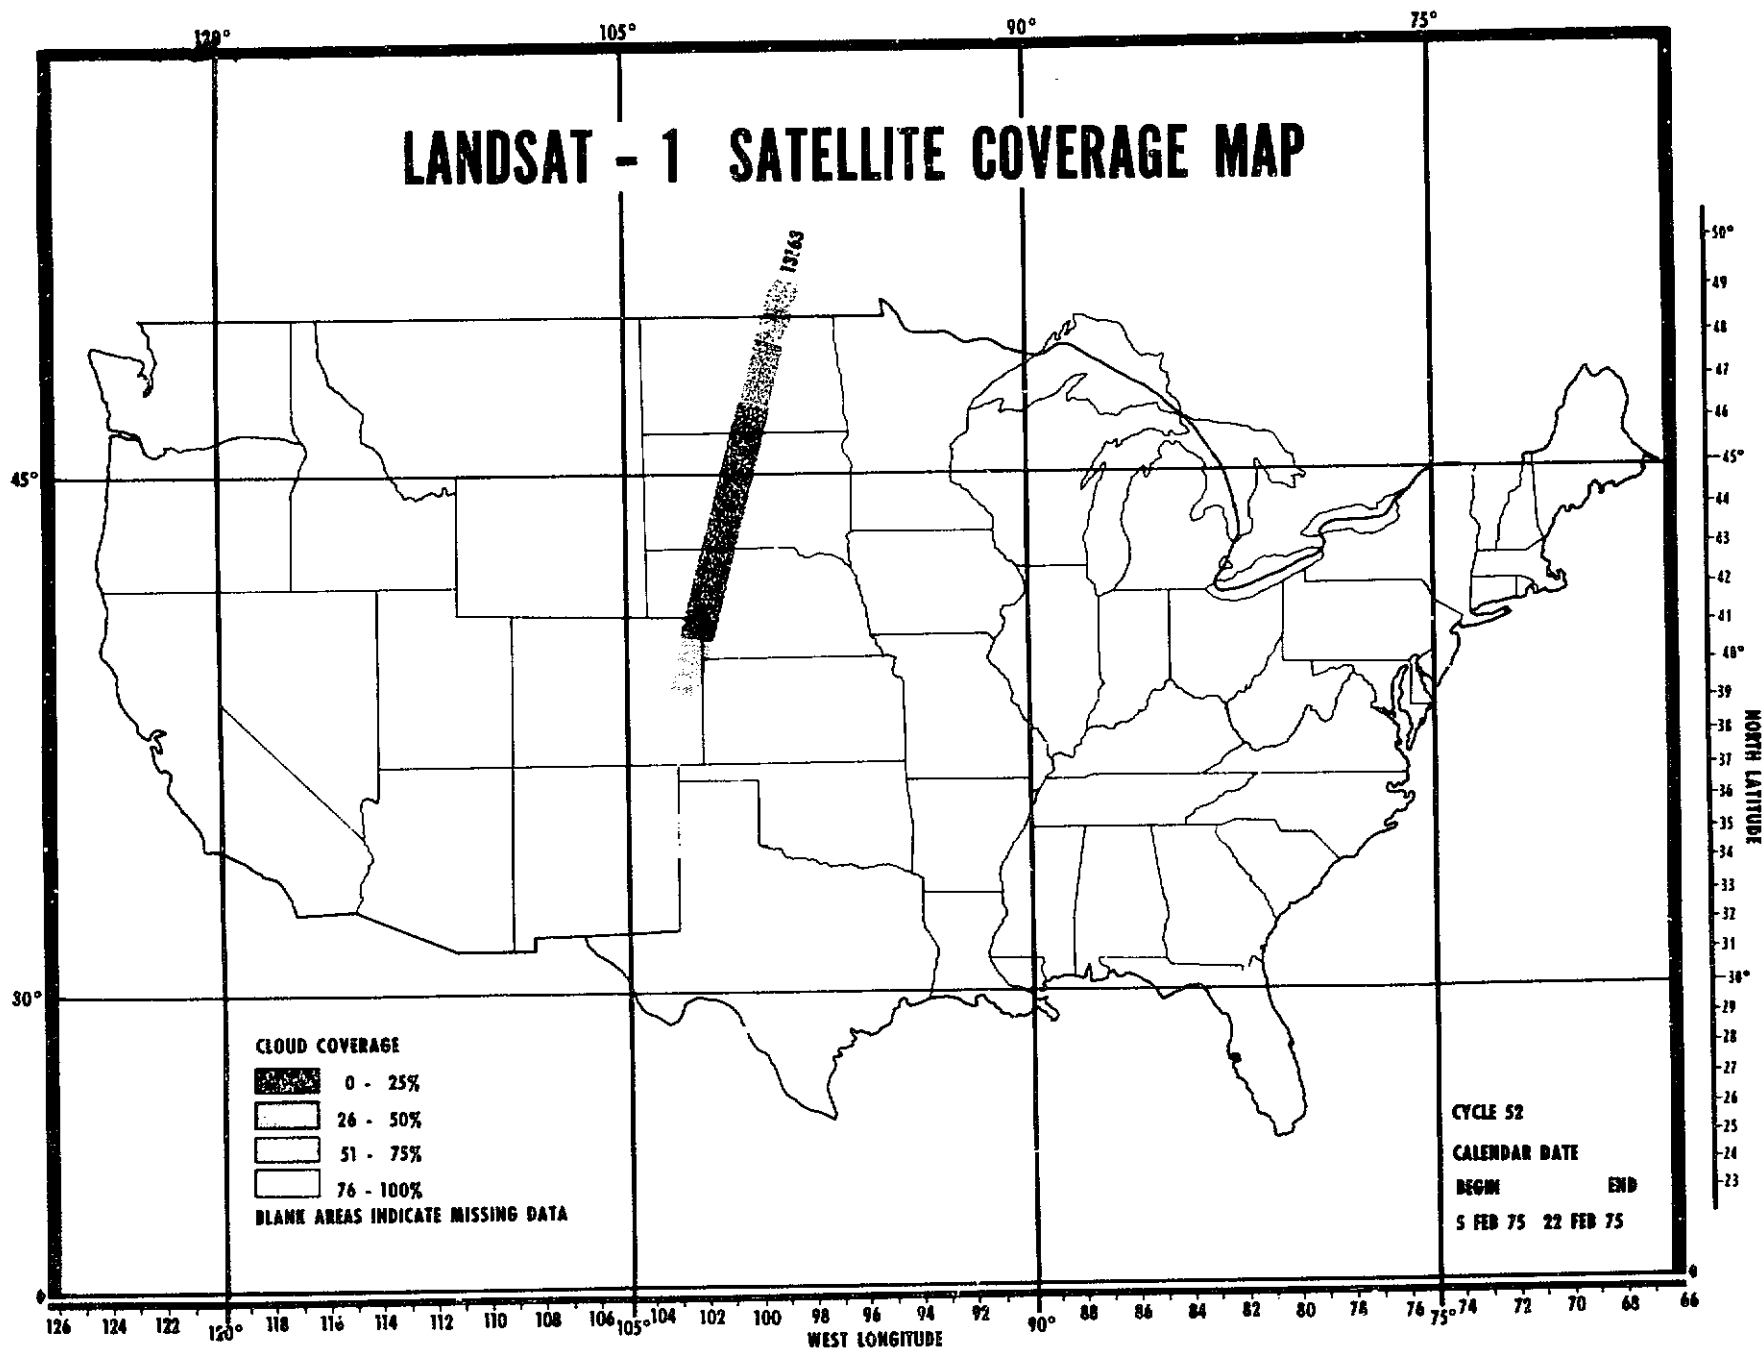 120° 105° 90° 75°
LANDSAT - 1 SATELLITE COVERAGE MAP
13163
45°
30°
50°
49
48
47
46
45°
44
43
42
41
40°
39
38
37
36
35
34
33
32
31
30°
29
28
27
26
25
24
23
NORTH LATITUDE
CLOUD COVERAGE
0 - 25%
26 - 50%
51 - 75%
76 - 100%
BLANK AREAS INDICATE MISSING DATA
CYCLE 52
CALENDAR DATE
BEGIN END
5 FEB 75 22 FEB 75
126 124 122 120° 118 116 114 112 110 108 106 105° 104 102 100 98 96 94 92 90° 88 86 84 82 80 78 76 75° 74 72 70 68 66
WEST LONGITUDE